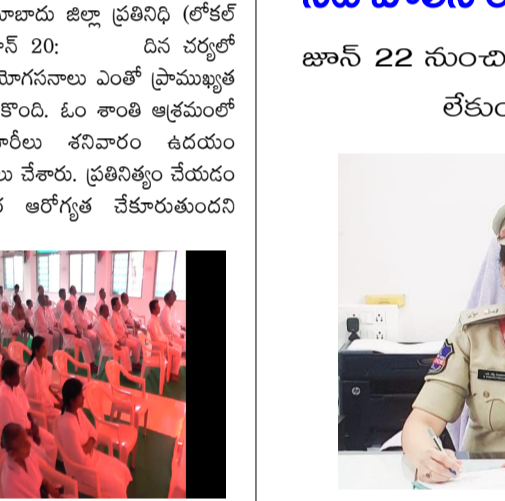 బాదు జిల్లా ప్రతినిధి (లోకల్
న్ 20: దిన చర్యలో
యోగసనాలు ఎంతో ప్రాముఖ్యత
కొంది. ఓం శాంతి ఆశ్రమంలో
రీలు శనివారం ఉదయం
లు చేశారు. ప్రతినిత్యం చేయడం
ర ఆరోగ్యత చేకూరుతుందని
జూన్ 22 నుంచి
లేకుం